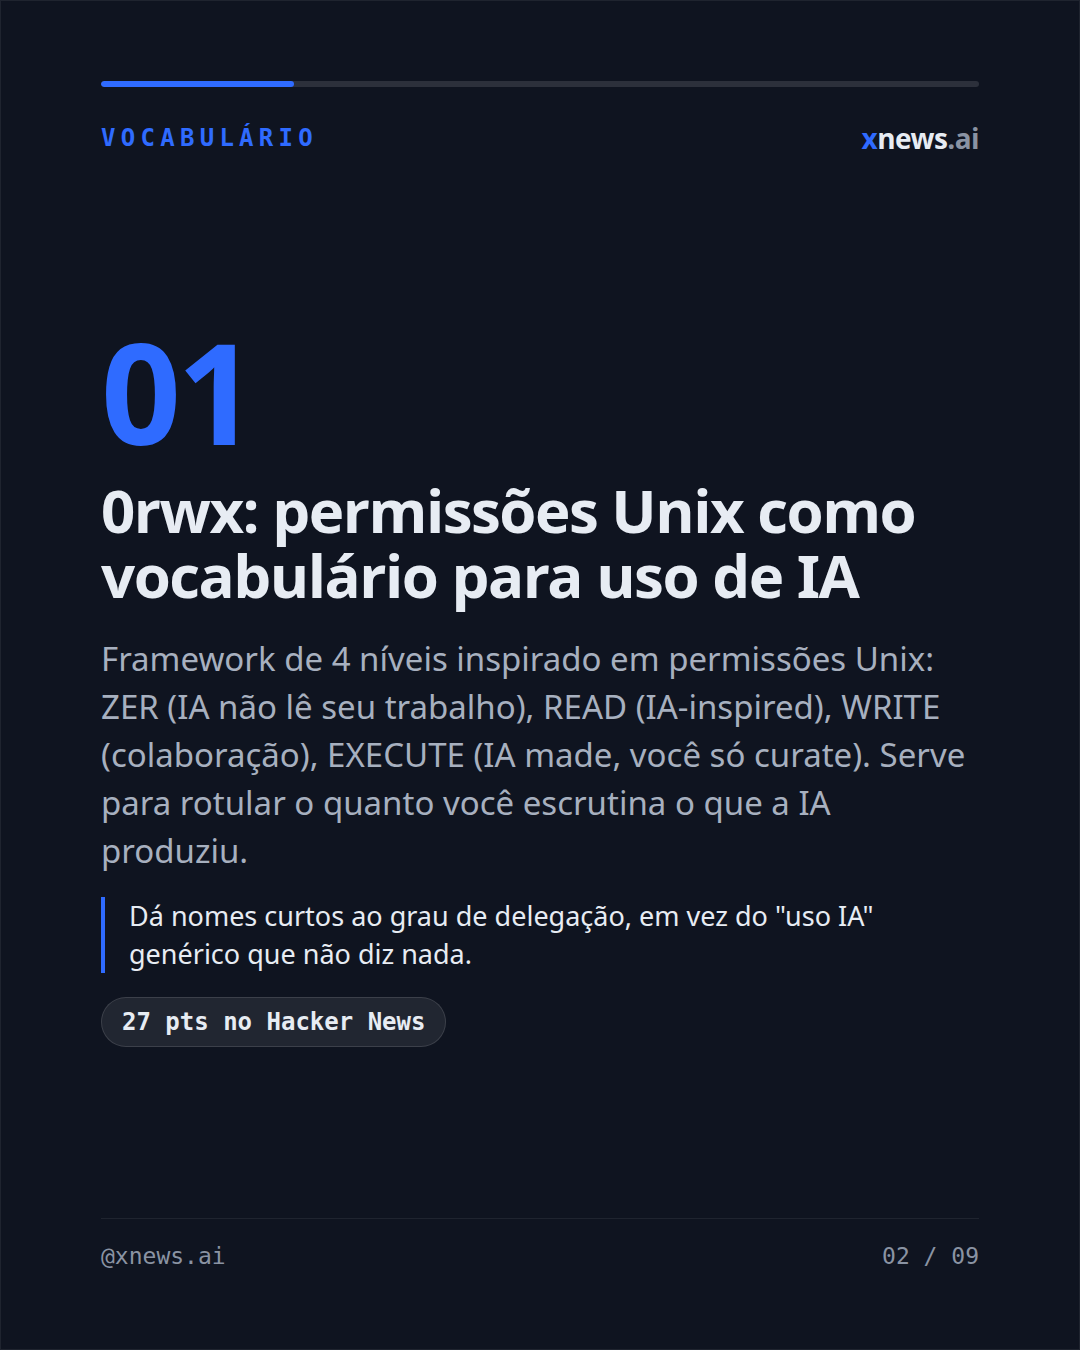 VOCABULÁRIO
xnews.ai
01
0rwx: permissões Unix como
vocabulário para uso de IA
Framework de 4 níveis inspirado em permissões Unix:
ZER (IA não lê seu trabalho), READ (IA-inspired), WRITE
(colaboração), EXECUTE (IA made, você só curate). Serve
para rotular o quanto você escrutina o que a IA
produziu.
Dá nomes curtos ao grau de delegação, em vez do "uso IA"
genérico que não diz nada.
27 pts no Hacker News
@xnews.ai
02 / 09